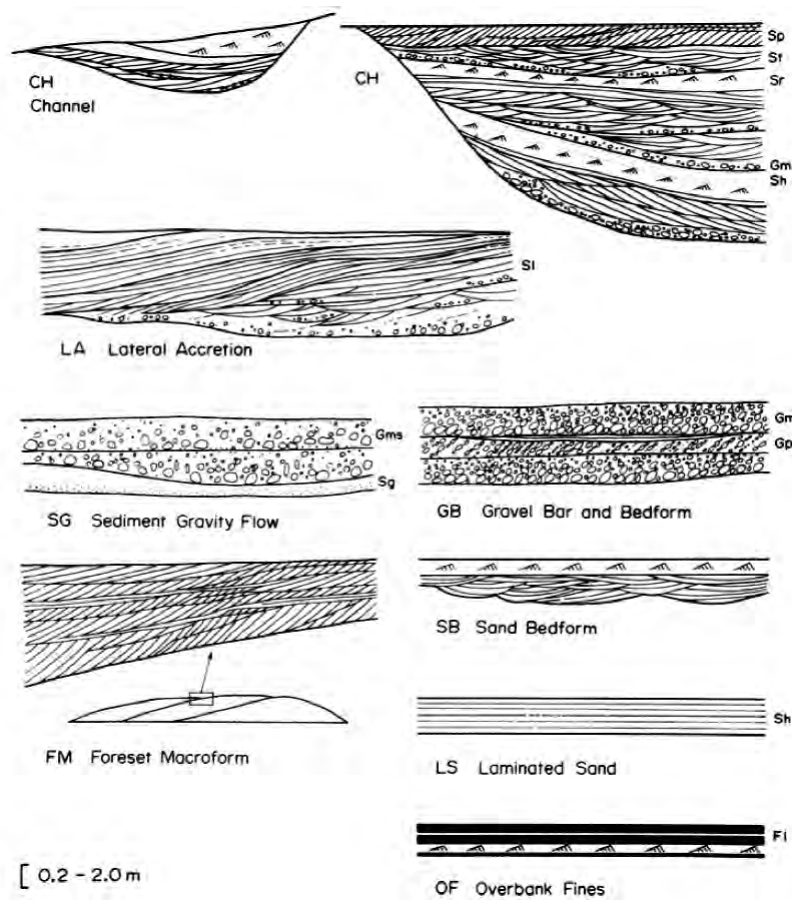 CH
Channel
CH
Sp
St
Sr
Gm
Sh
Sl
LA Lateral Accretion
Gms
Sg
SG Sediment Gravity Flow
Gm
Gp
GB Gravel Bar and Bedform
SB Sand Bedform
FM Foreset Macroform
Sh
LS Laminated Sand
Fl
OF Overbank Fines
[ 0.2 – 2.0 m